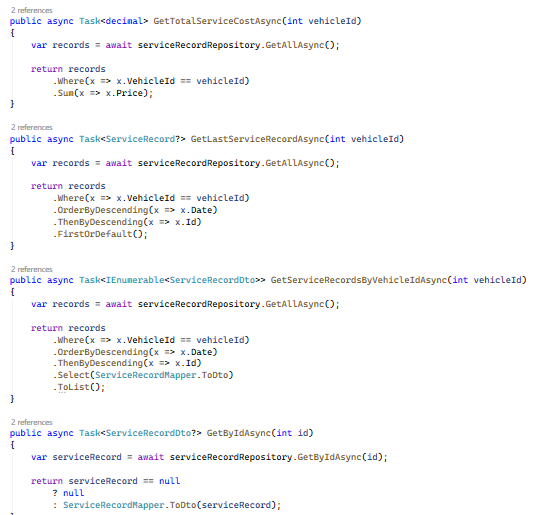 2 references
public async Task<decimal> GetTotalServiceCostAsync(int vehicleId)
{
    var records = await serviceRecordRepository.GetAllAsync();

    return records
        .Where(x => x.VehicleId == vehicleId)
        .Sum(x => x.Price);
}

2 references
public async Task<ServiceRecord?> GetLastServiceRecordAsync(int vehicleId)
{
    var records = await serviceRecordRepository.GetAllAsync();

    return records
        .Where(x => x.VehicleId == vehicleId)
        .OrderByDescending(x => x.Date)
        .ThenByDescending(x => x.Id)
        .FirstOrDefault();
}

2 references
public async Task<IEnumerable<ServiceRecordDto>> GetServiceRecordsByVehicleIdAsync(int vehicleId)
{
    var records = await serviceRecordRepository.GetAllAsync();

    return records
        .Where(x => x.VehicleId == vehicleId)
        .OrderByDescending(x => x.Date)
        .ThenByDescending(x => x.Id)
        .Select(ServiceRecordMapper.ToDto)
        .ToList();
}

2 references
public async Task<ServiceRecordDto?> GetByIdAsync(int id)
{
    var serviceRecord = await serviceRecordRepository.GetByIdAsync(id);

    return serviceRecord == null
        ? null
        : ServiceRecordMapper.ToDto(serviceRecord);
}